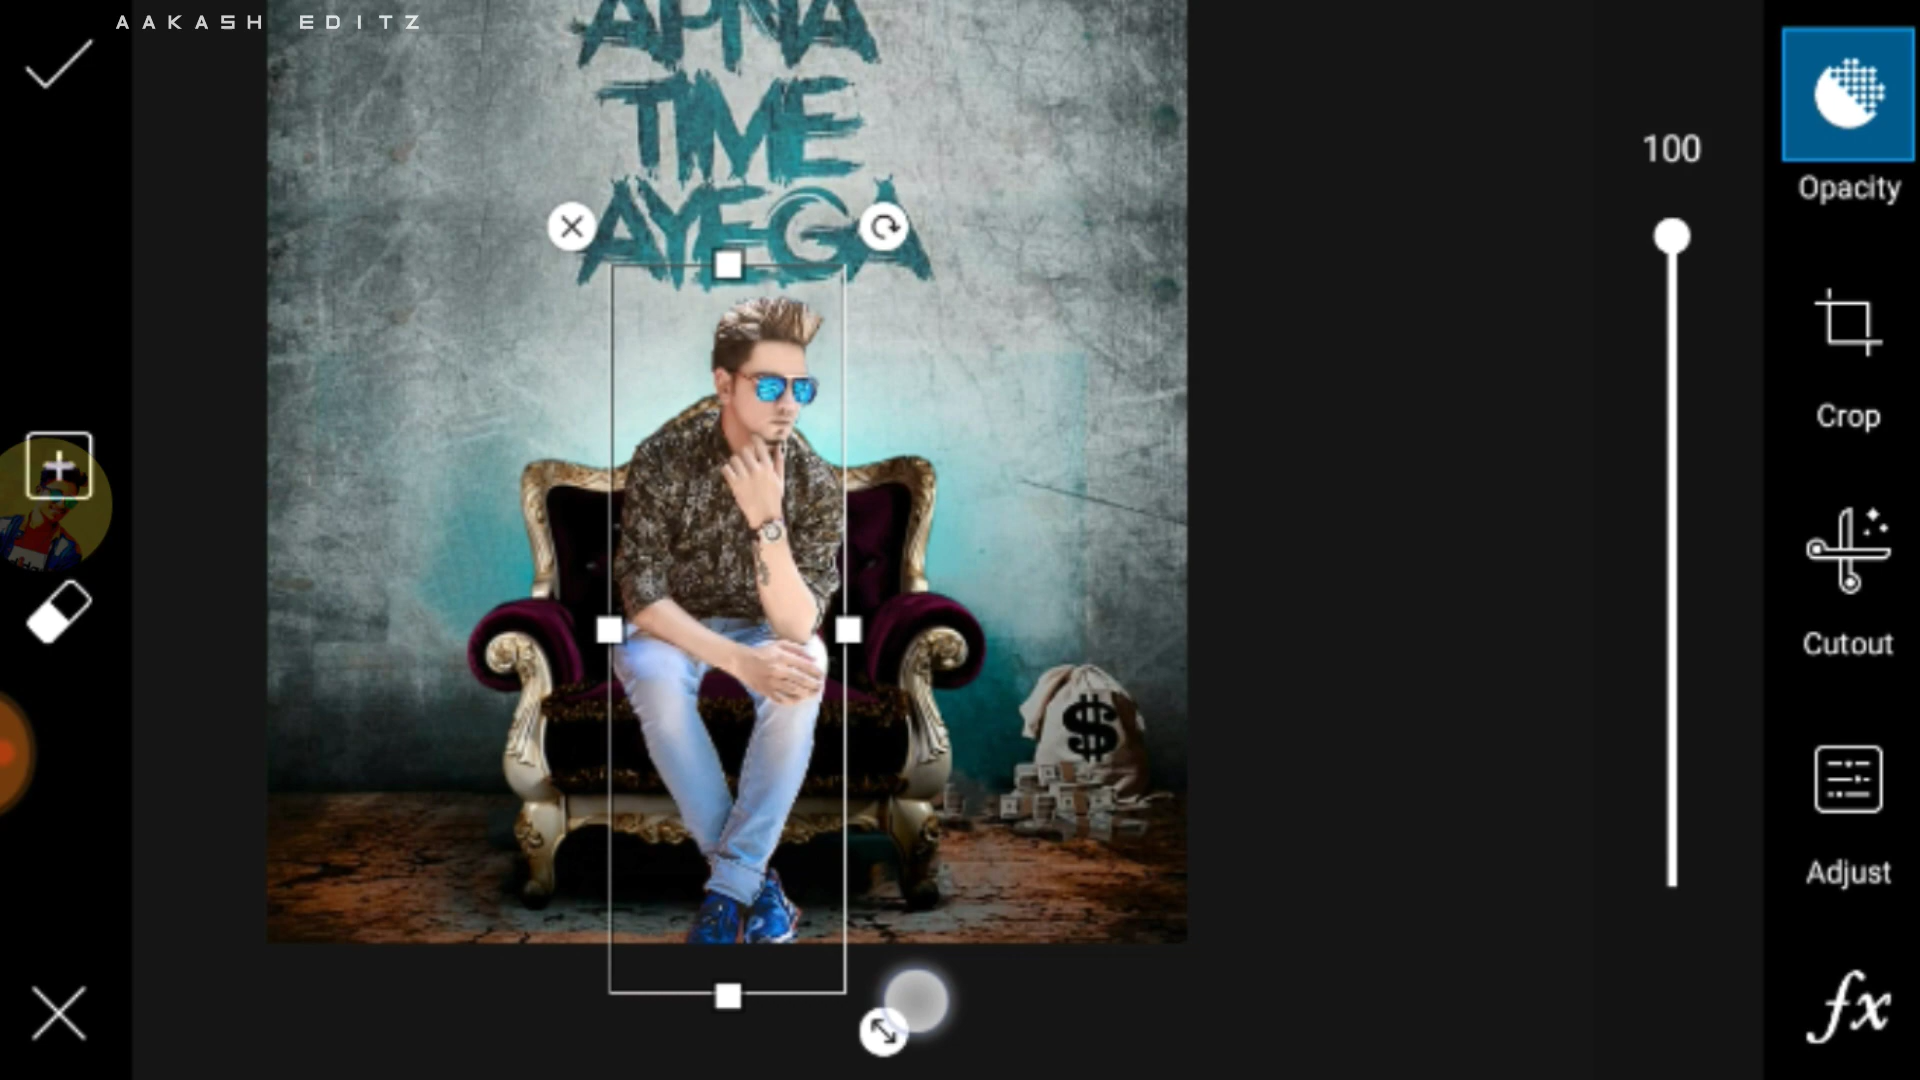 AAKASH EDITZ
APNA
TIME
AYEGA
100
Opacity
Crop
Cutout
Adjust
fx
$